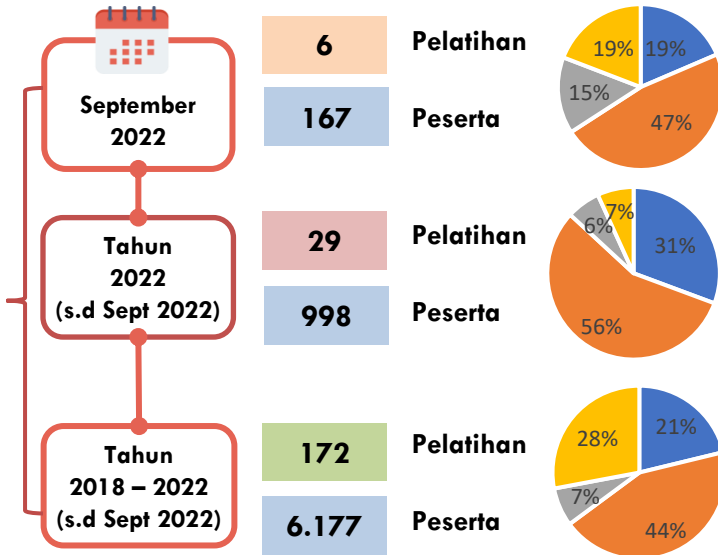 September
2022
6
Pelatihan
167
Peserta
19%
19%
15%
47%
Tahun
2022
(s.d Sept 2022)
29
Pelatihan
998
Peserta
7%
6%
31%
56%
Tahun
2018 – 2022
(s.d Sept 2022)
172
Pelatihan
6.177
Peserta
28%
21%
7%
44%